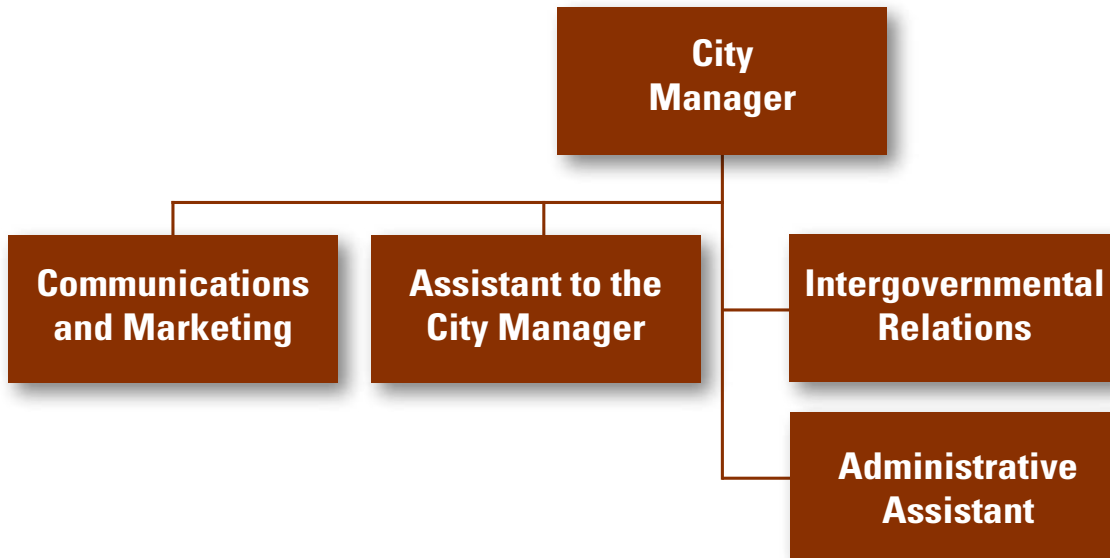 City
Manager
Communications
and Marketing
Assistant to the
City Manager
Intergovernmental
Relations
Administrative
Assistant